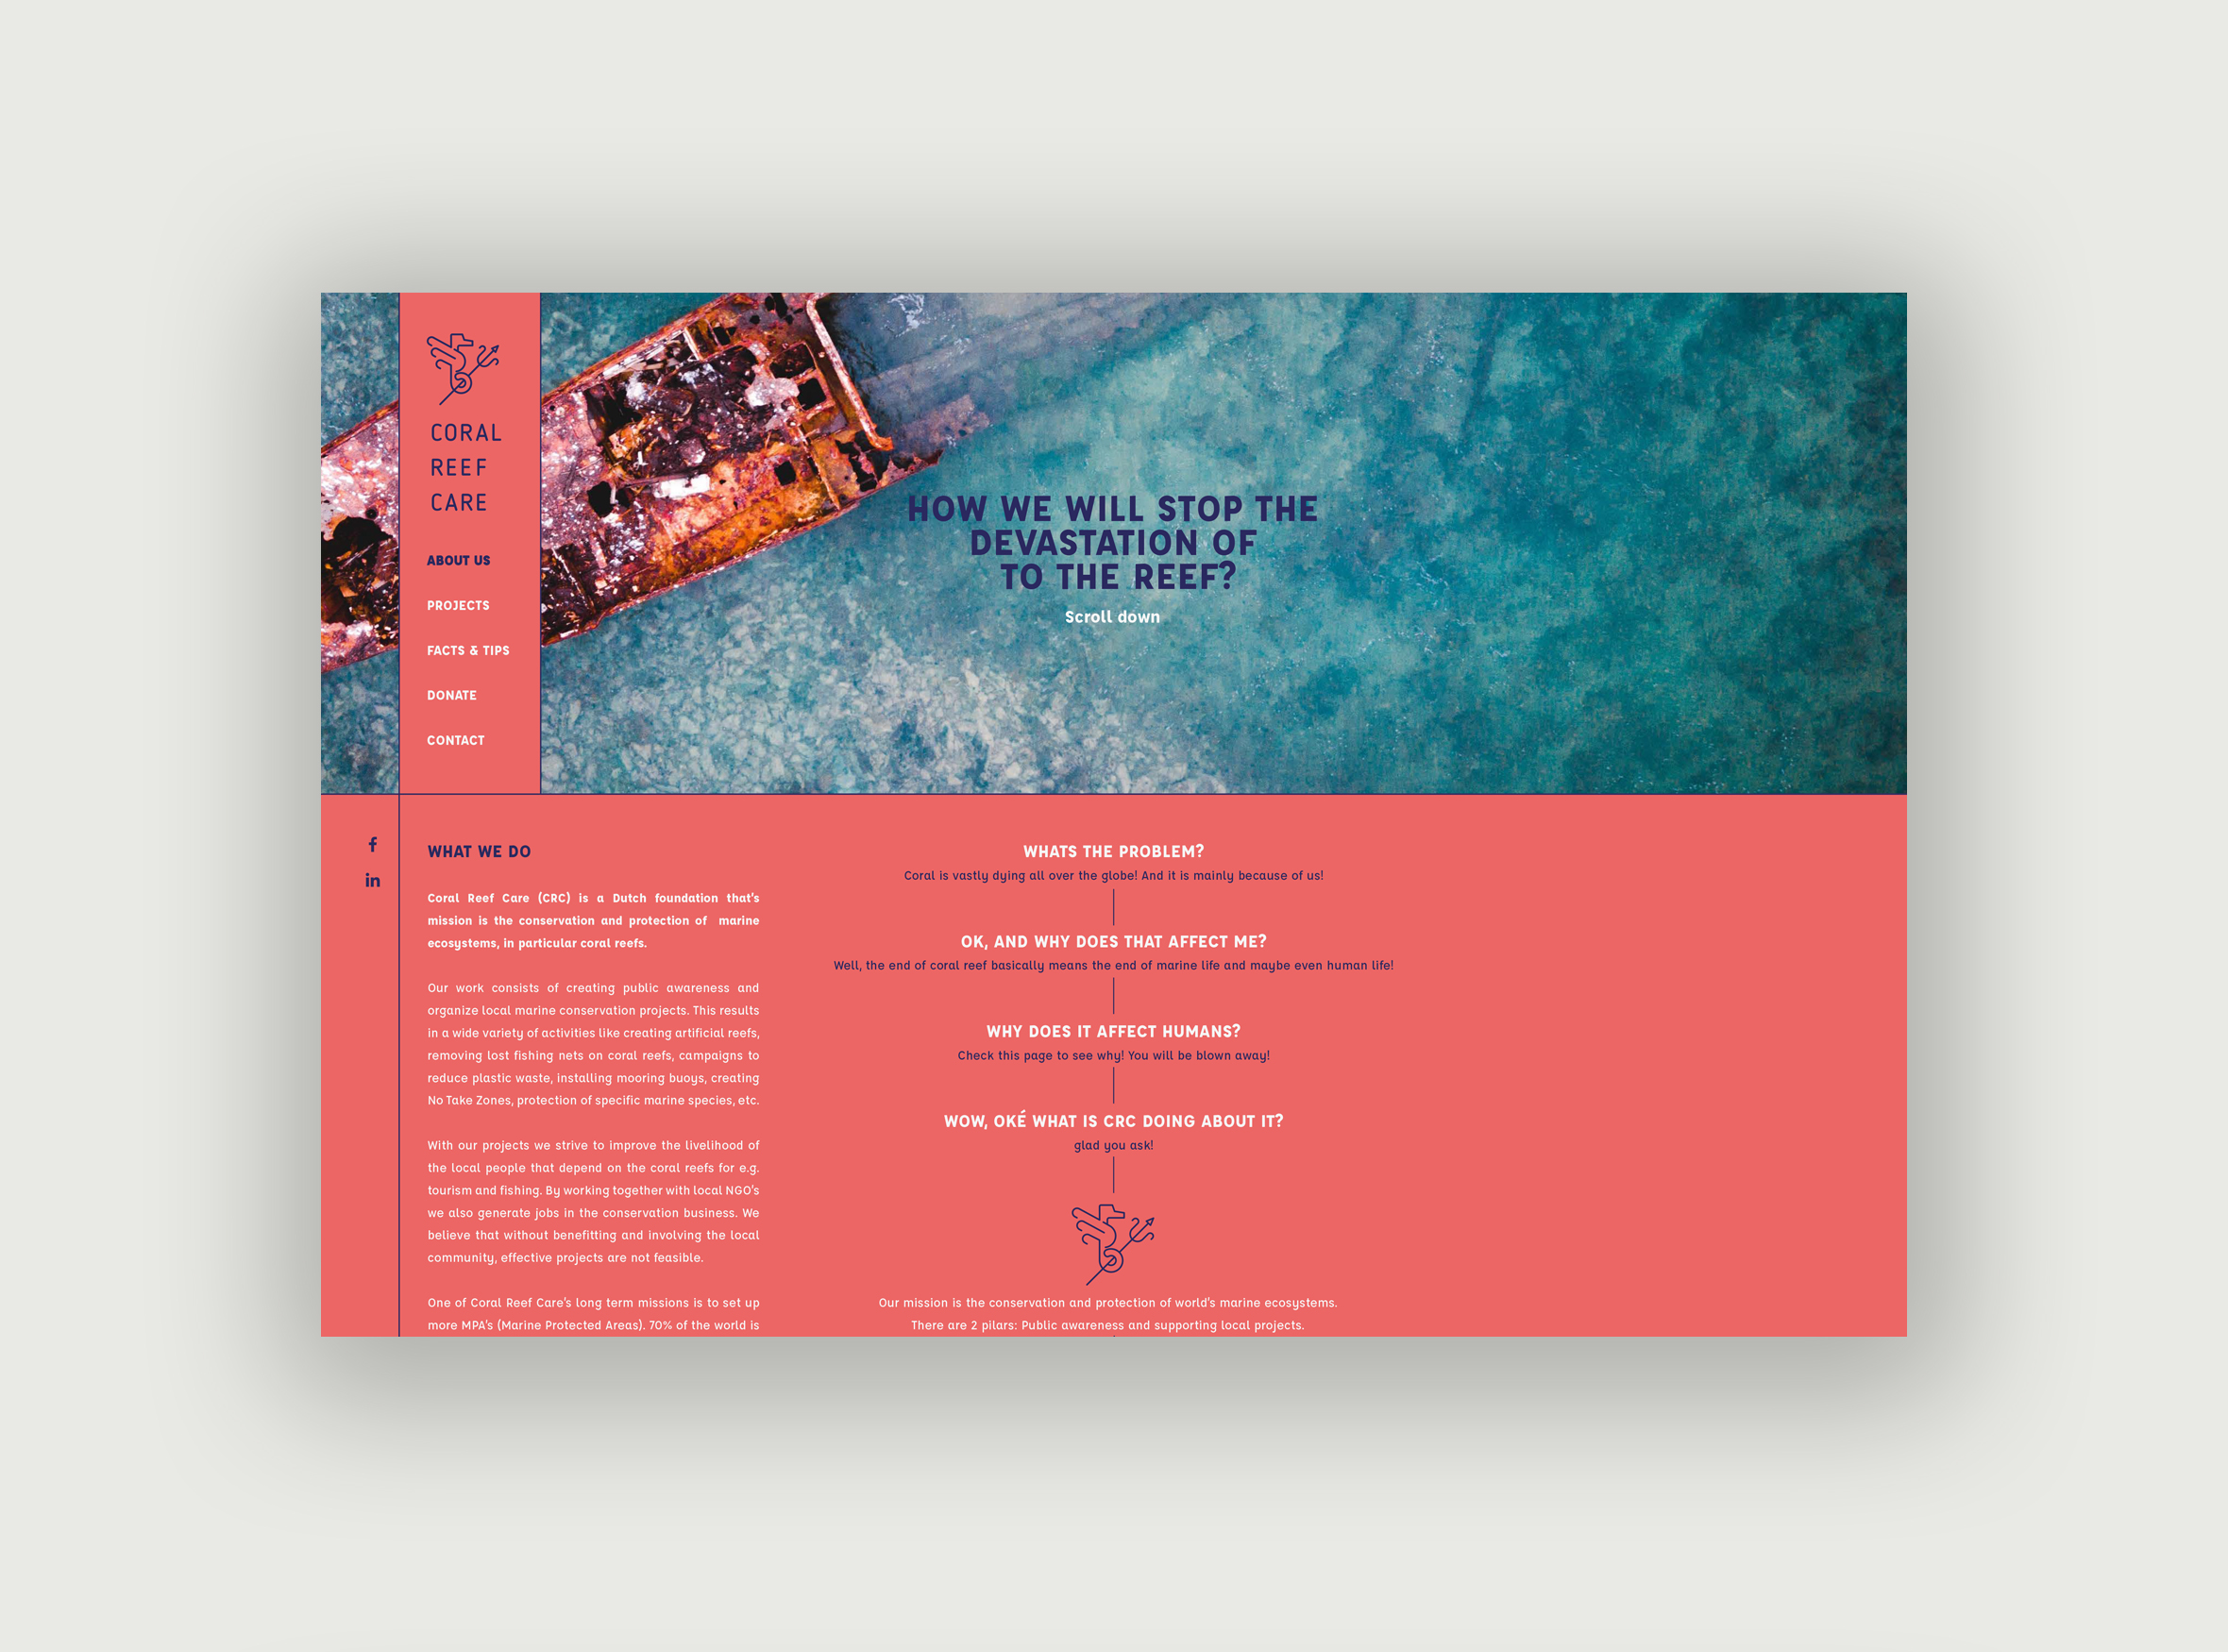 CORAL
REEF
CARE
ABOUT US
PROJECTS
FACTS & TIPS
DONATE
CONTACT
HOW WE WILL STOP THE
DEVASTATION OF
TO THE REEF?
Scroll down
WHAT WE DO
Coral Reef Care (CRC) is a Dutch foundation that's
mission is the conservation and protection of marine
ecosystems, in particular coral reefs.
Our work consists of creating public awareness and
organize local marine conservation projects. This results
in a wide variety of activities like creating artificial reefs,
removing lost fishing nets on coral reefs, campaigns to
reduce plastic waste, installing mooring buoys, creating
No Take Zones, protection of specific marine species, etc.
With our projects we strive to improve the livelihood of
the local people that depend on the coral reefs for e.g.
tourism and fishing. By working together with local NGO's
we also generate jobs in the conservation business. We
believe that without benefitting and involving the local
community, effective projects are not feasible.
One of Coral Reef Care's long term missions is to set up
more MPA's (Marine Protected Areas). 70% of the world is
WHATS THE PROBLEM?
Coral is vastly dying all over the globe! And it is mainly because of us!
OK, AND WHY DOES THAT AFFECT ME?
Well, the end of coral reef basically means the end of marine life and maybe even human life!
WHY DOES IT AFFECT HUMANS?
Check this page to see why! You will be blown away!
WOW, OKÉ WHAT IS CRC DOING ABOUT IT?
glad you ask!
Our mission is the conservation and protection of world's marine ecosystems.
There are 2 pilars: Public awareness and supporting local projects.